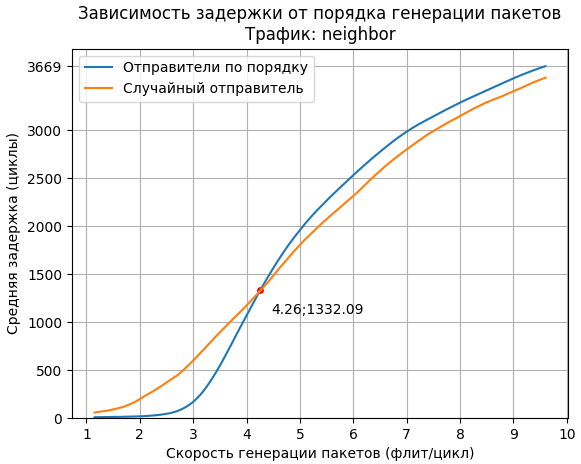 Зависимость задержки от порядка генерации пакетов
Трафик: neighbor
Отправители по порядку
Случайный отправитель
Средняя задержка (циклы)
3669
3000
2500
2000
1500
1000
500
0
4.26;1332.09
1 2 3 4 5 6 7 8 9 10
Скорость генерации пакетов (флит/цикл)